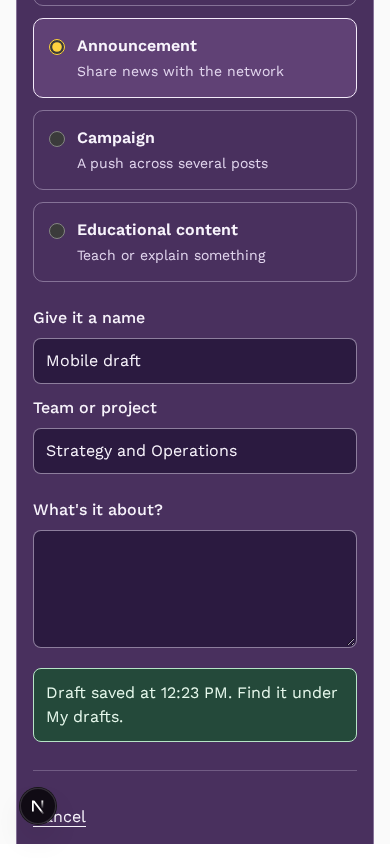 Announcement
Share news with the network
Campaign
A push across several posts
Educational content
Teach or explain something
Give it a name
Mobile draft
Team or project
Strategy and Operations
What's it about?
Draft saved at 12:23 PM. Find it under
My drafts.
N
ancel